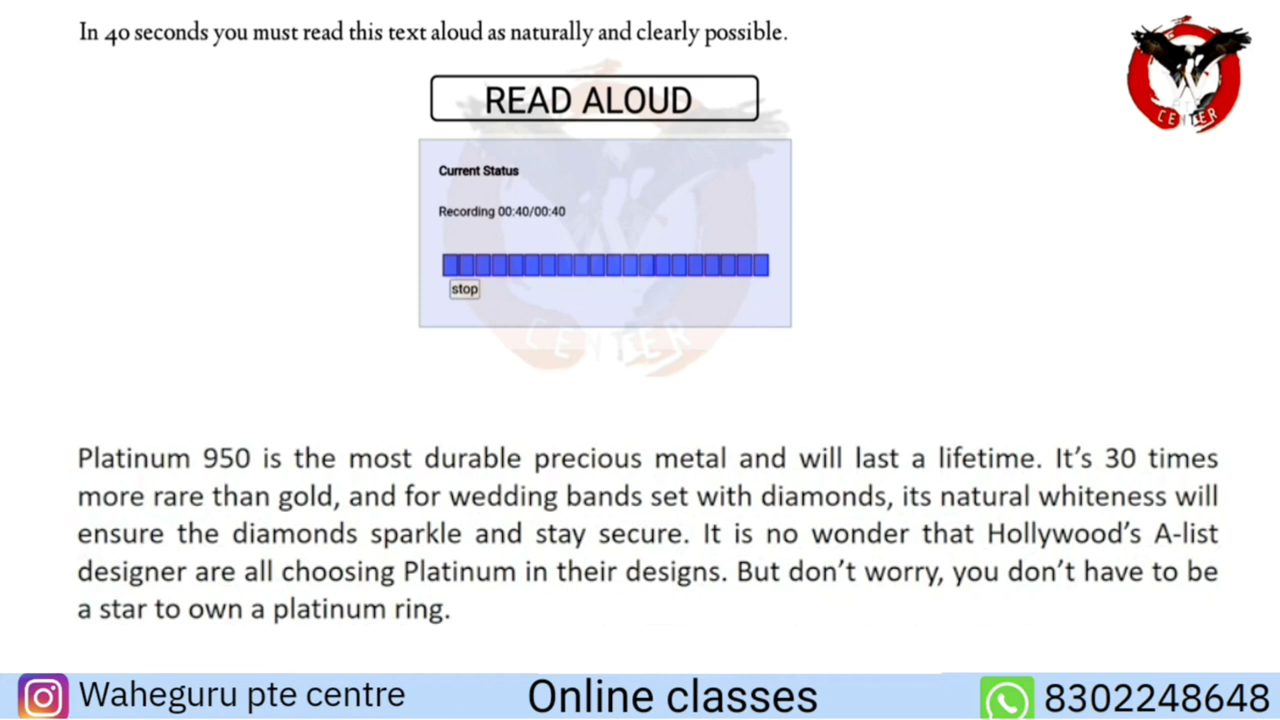 In 40 seconds you must read this text aloud as naturally and clearly possible.
READ ALOUD
Current Status
Recording 00:40/00:40
stop
CENTER
Platinum 950 is the most durable precious metal and will last a lifetime. It's 30 times
more rare than gold, and for wedding bands set with diamonds, its natural whiteness will
ensure the diamonds sparkle and stay secure. It is no wonder that Hollywood's A-list
designer are all choosing Platinum in their designs. But don't worry, you don't have to be
a star to own a platinum ring.
Waheguru pte centre
Online classes
8302248648